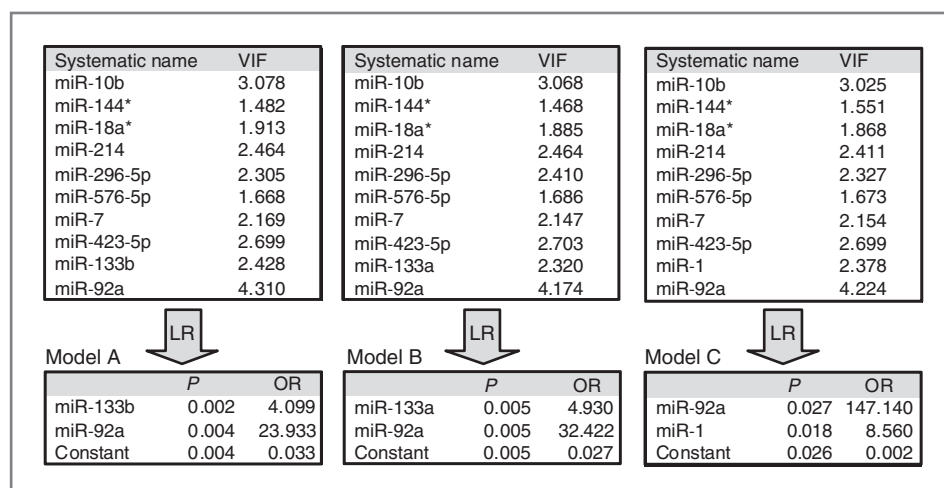 Systematic name VIF
miR-10b 3.078
miR-144* 1.482
miR-18a* 1.913
miR-214 2.464
miR-296-5p 2.305
miR-576-5p 1.668
miR-7 2.169
miR-423-5p 2.699
miR-133b 2.428
miR-92a 4.310
LR
Model A
P OR
miR-133b 0.002 4.099
miR-92a 0.004 23.933
Constant 0.004 0.033
Systematic name VIF
miR-10b 3.068
miR-144* 1.468
miR-18a* 1.885
miR-214 2.464
miR-296-5p 2.410
miR-576-5p 1.686
miR-7 2.147
miR-423-5p 2.703
miR-133a 2.320
miR-92a 4.174
LR
Model B
P OR
miR-133a 0.005 4.930
miR-92a 0.005 32.422
Constant 0.005 0.027
Systematic name VIF
miR-10b 3.025
miR-144* 1.551
miR-18a* 1.868
miR-214 2.411
miR-296-5p 2.327
miR-576-5p 1.673
miR-7 2.154
miR-423-5p 2.699
miR-1 2.378
miR-92a 4.224
LR
Model C
P OR
miR-92a 0.027 147.140
miR-1 0.018 8.560
Constant 0.026 0.002